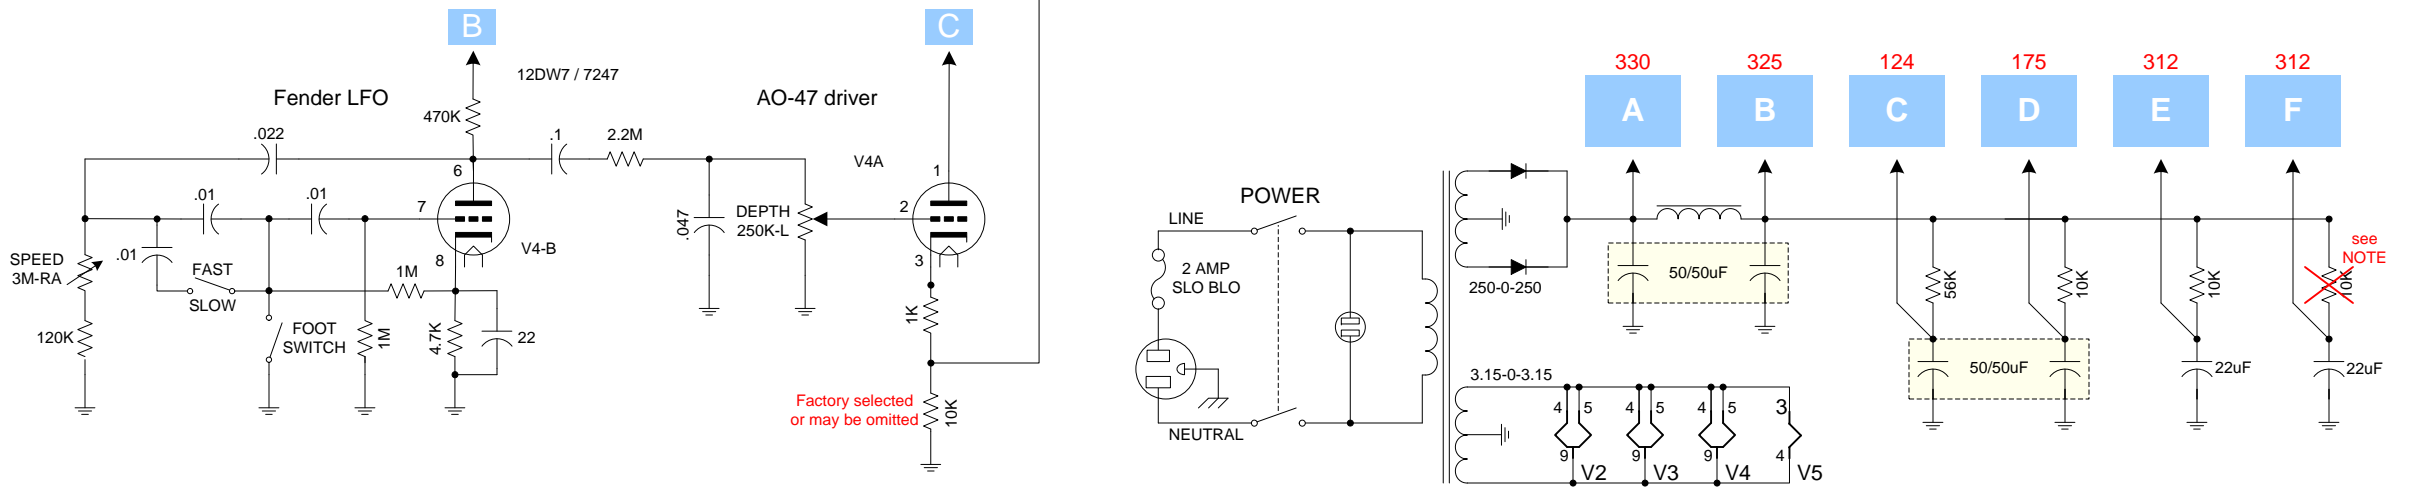 B
C
12DW7 / 7247
Fender LFO
AO-47 driver
470K
.022
.1
2.2M
V4A
6
1
.01
.01
7
2
DEPTH
250K-L
.047
V4-B
8
3
.01
SPEED
3M-RA
FAST
SLOW
1M
1K
120K
FOOT
SWITCH
1M
4.7K
22
Factory selected
or may be omitted
10K
330
325
124
175
312
312
A
B
C
D
E
F
POWER
LINE
2 AMP
SLO BLO
NEUTRAL
250-0-250
50/50uF
56K
10K
10K
10K
see
NOTE
50/50uF
22uF
22uF
3.15-0-3.15
4 5
4 5
4 5
3
9
9
9
4
V2
V3
V4
V5